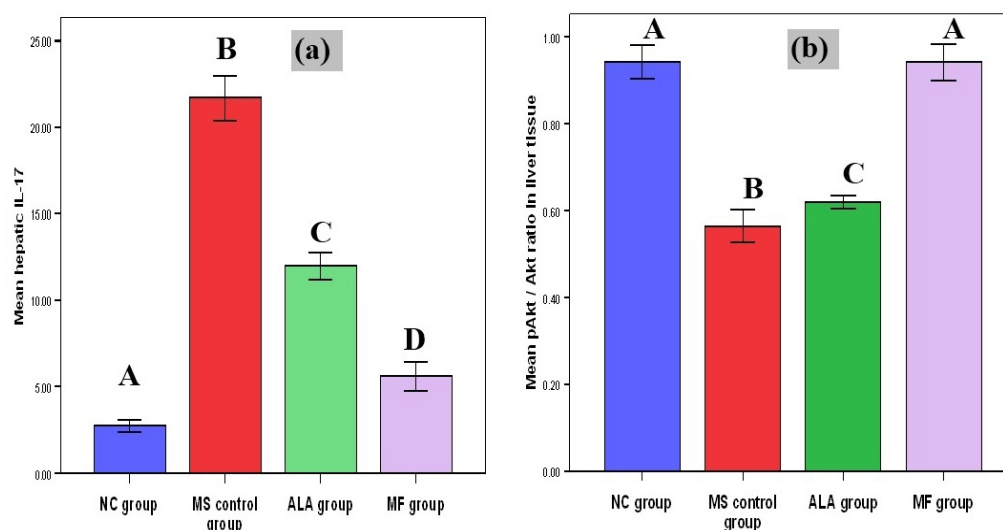 (a)
Mean hepatic IL-17
25.00
20.00
15.00
10.00
5.00
0.00
A
B
C
D
NC group
MS control
group
ALA group
MF group
(b)
Mean pAkt / Akt ratio in liver tissue
1.00
0.80
0.60
0.40
0.20
0.00
A
B
C
A
NC group
MS control
group
ALA group
MF group